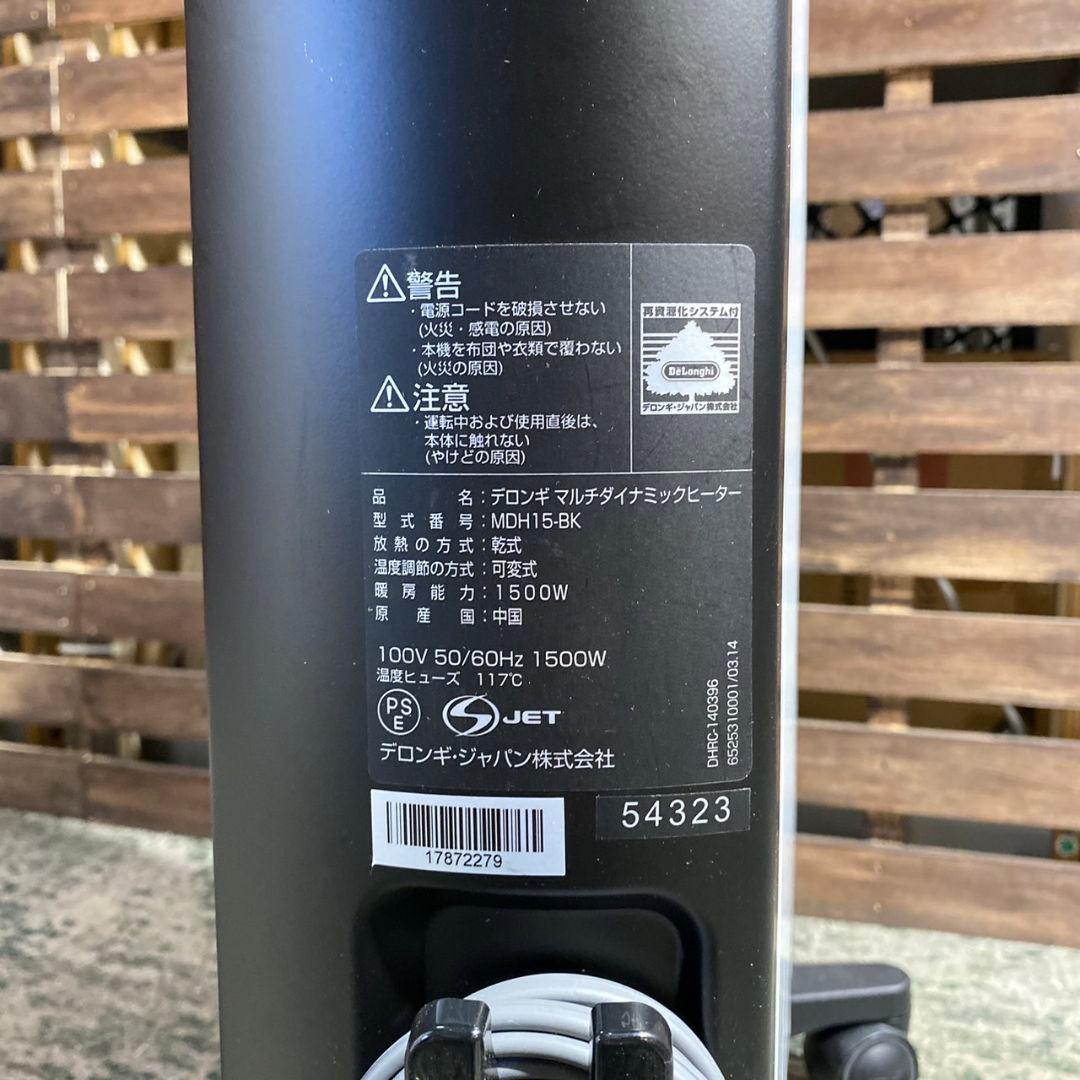 警告
・電源コードを破損させない
(火災・感電の原因)
・本機を布団や衣類で覆わない
(火災の原因)
注意
・運転中および使用直後は、
本体に触れない
(やけどの原因)
再資源化システム付
DeLonghi
デロンギ・ジャパン株式会社
品名：デロンギ マルチダイナミックヒーター
型式番号：MDH15-BK
放熱の方式：乾式
温度調節の方式：可変式
暖房能力：1500W
原産国：中国
100V 50/60Hz 1500W
温度ヒューズ 117℃
PS
E
S JET
デロンギ・ジャパン株式会社
DHRC-140396
6525310001/03.14
17872279
54323